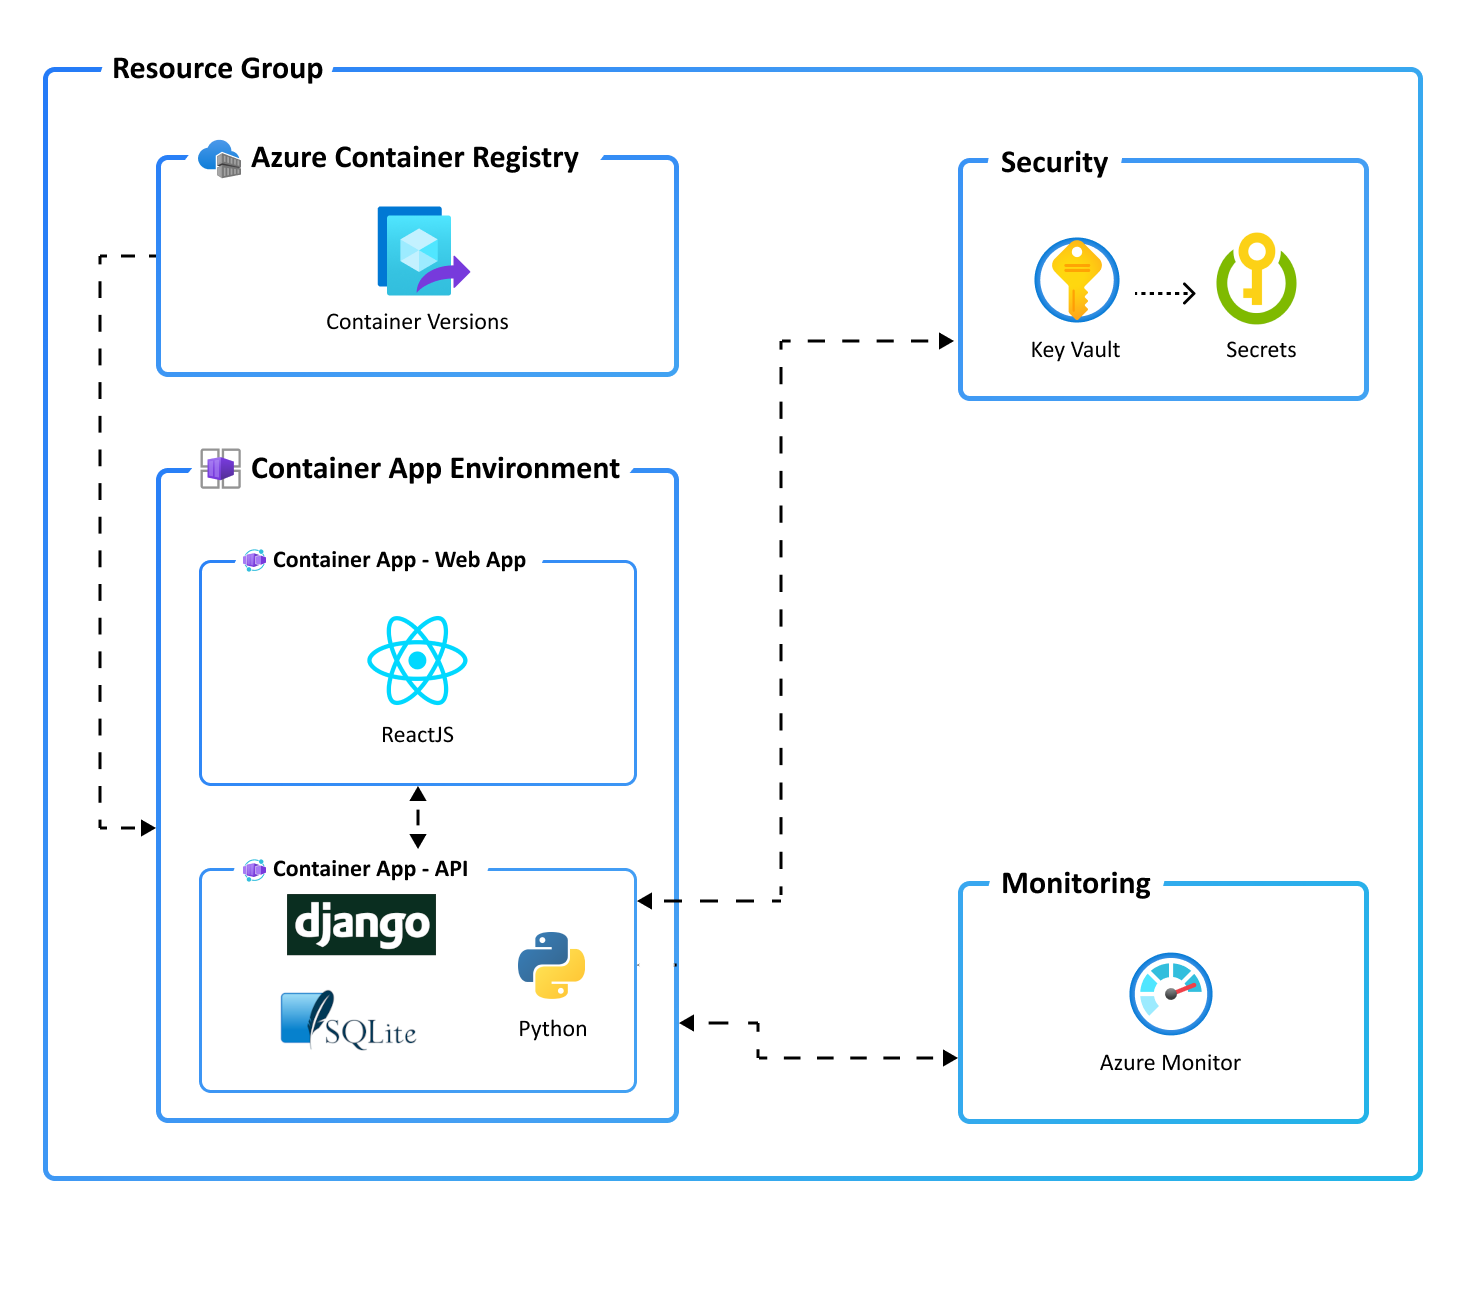 Resource Group
Azure Container Registry
Container Versions
Security
Key Vault
Secrets
Container App Environment
Container App - Web App
ReactJS
Container App - API
django
SQLite
Python
Monitoring
Azure Monitor